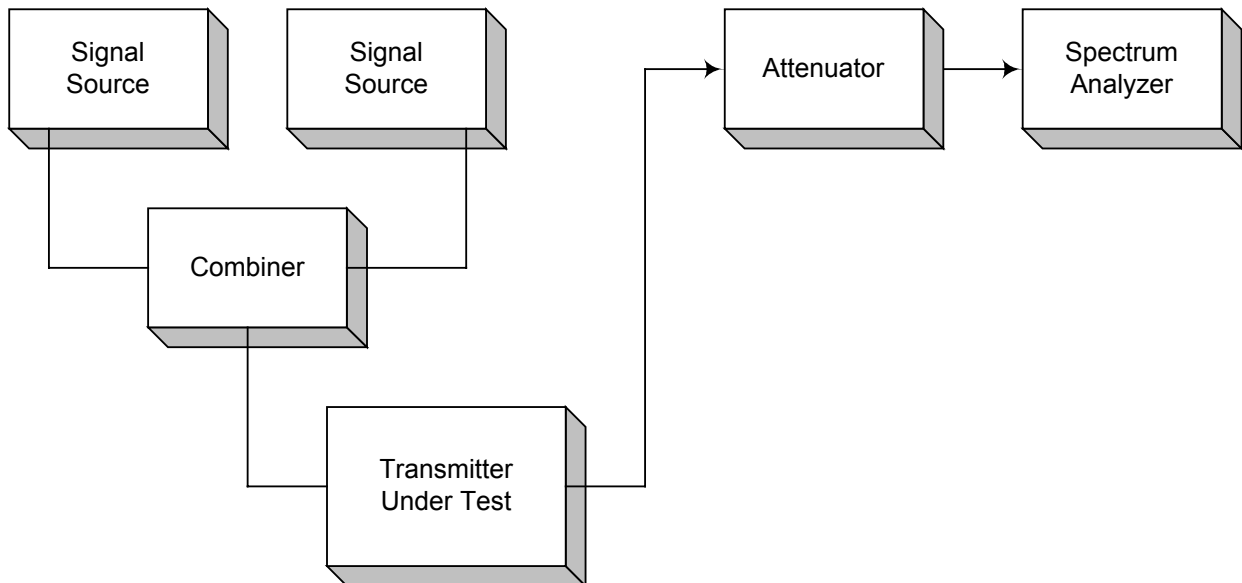 Signal
Source
Signal
Source
Attenuator
Spectrum
Analyzer
Combiner
Transmitter
Under Test